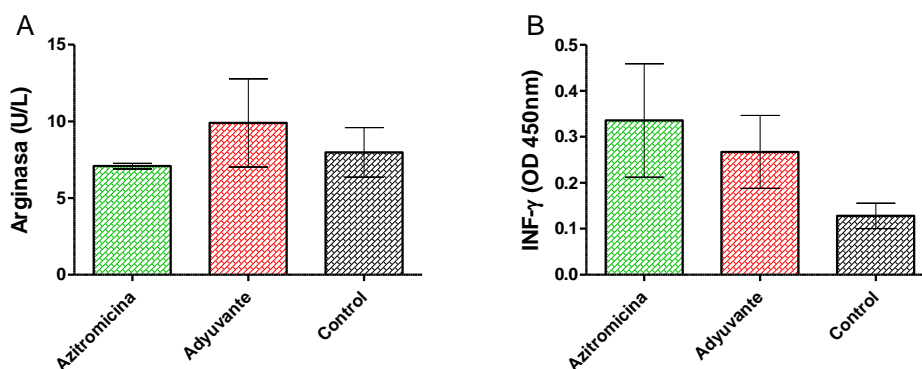 A
Arginasa (U/L)
15
10
5
0
Azitromicina
Adyuvante
Control
B
INF-γ (OD 450nm)
0.5
0.4
0.3
0.2
0.1
0.0
Azitromicina
Adyuvante
Control